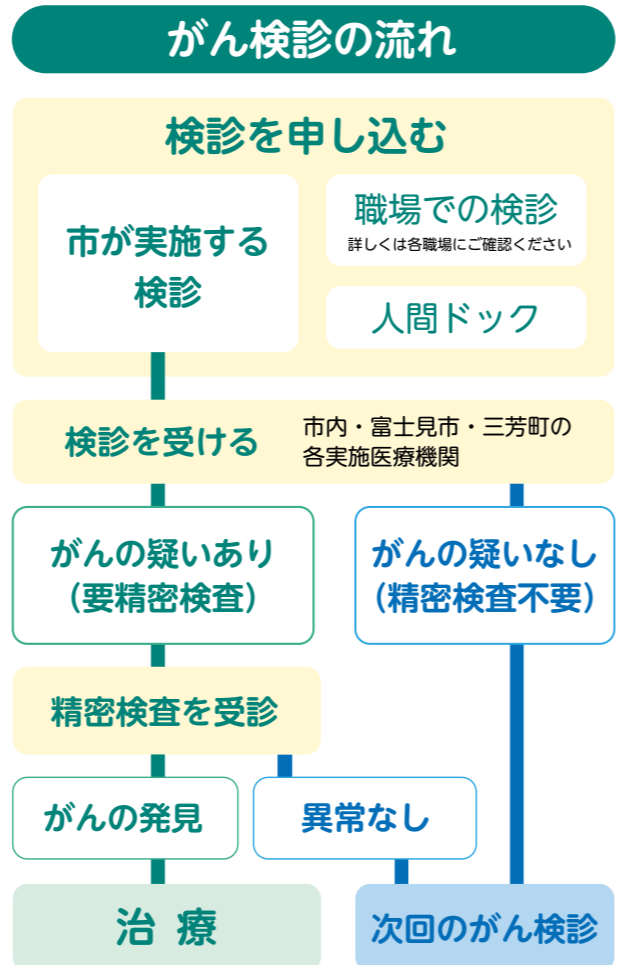 がん検診の流れ
検診を申し込む
市が実施する
検診
職場での検診
詳しくは各職場にご確認ください
人間ドック
検診を受ける
市内・富士見市・三芳町の
各実施医療機関
がんの疑いあり
（要精密検査）
がんの疑いなし
（精密検査不要）
精密検査を受診
がんの発見
異常なし
治 療
次回のがん検診